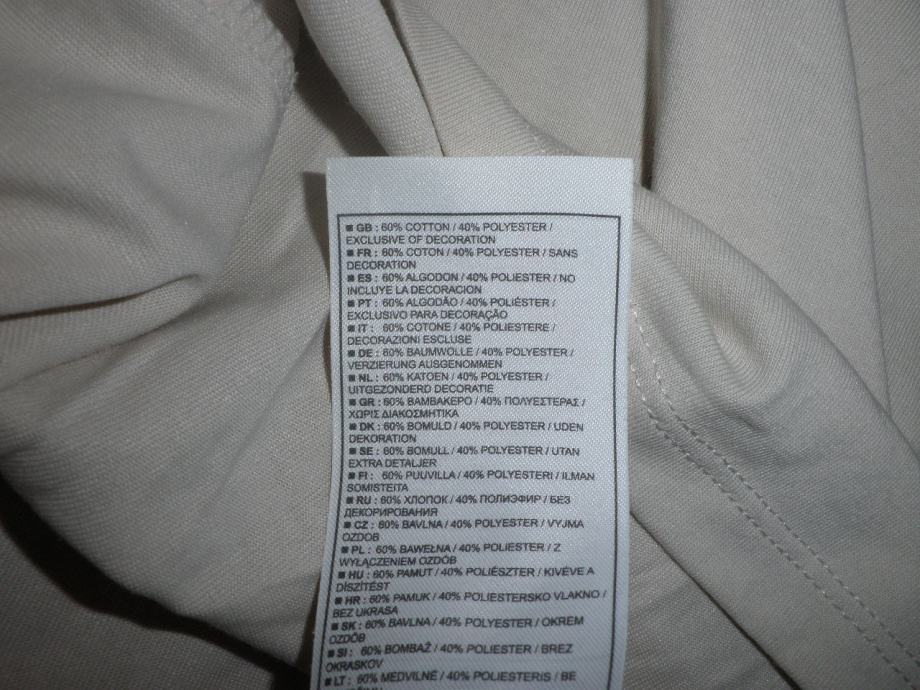 ■ GB : 60% COTTON / 40% POLYESTER /
EXCLUSIVE OF DECORATION
■ FR : 60% COTON / 40% POLYESTER / SANS
DECORATION
■ ES : 60% ALGODON / 40% POLIESTER / NO
INCLUYE LA DECORACION
■ PT : 60% ALGODÃO / 40% POLIÉSTER /
EXCLUSIVO PARA DECORAÇÃO
■ IT : 60% COTONE / 40% POLIESTERE /
DECORAZIONI ESCLUSE
■ DE : 60% BAUMWOLLE / 40% POLYESTER /
VERZIERUNG AUSGENOMMEN
■ NL : 60% KATOEN / 40% POLYESTER /
UITGEZONDERD DECORATIE
■ GR : 60% BAMBAKEPO / 40% ΠΟΛΥΕΣΤΕΡΑΣ /
ΧΩΡΙΣ ΔΙΑΚΟΣΜΗΤΙΚΑ
■ DK : 60% BOMULD / 40% POLYESTER / UDEN
DEKORATION
■ SE : 60% BOMULL / 40% POLYESTER / UTAN
EXTRA DETALJER
■ FI : 60% PUUVILLA / 40% POLYESTERI / ILMAN
SOMISTEITA
■ RU : 60% ХЛОПОК / 40% ПОЛИЭФИР / БЕЗ
ДЕКОРИРОВАНИЯ
■ CZ : 60% BAVLNA / 40% POLYESTER / VYJMA
OZDOB
■ PL : 60% BAWEŁNA / 40% POLIESTER / Z
WYŁĄCZENIEM OZDÓB
■ HU : 60% PAMUT / 40% POLIÉSZTER / KIVÉVE A
DÍSZÍTÉST
■ HR : 60% PAMUK / 40% POLIESTERSKO VLAKNO /
BEZ UKRASA
■ SK : 60% BAVLNA / 40% POLYESTER / OKREM
OZDÔB
■ SI : 60% BOMBAŽ / 40% POLYESTER / BREZ
OKRASKOV
■ LT : 60% MEDVILNĖ / 40% POLIESTERIS / BE